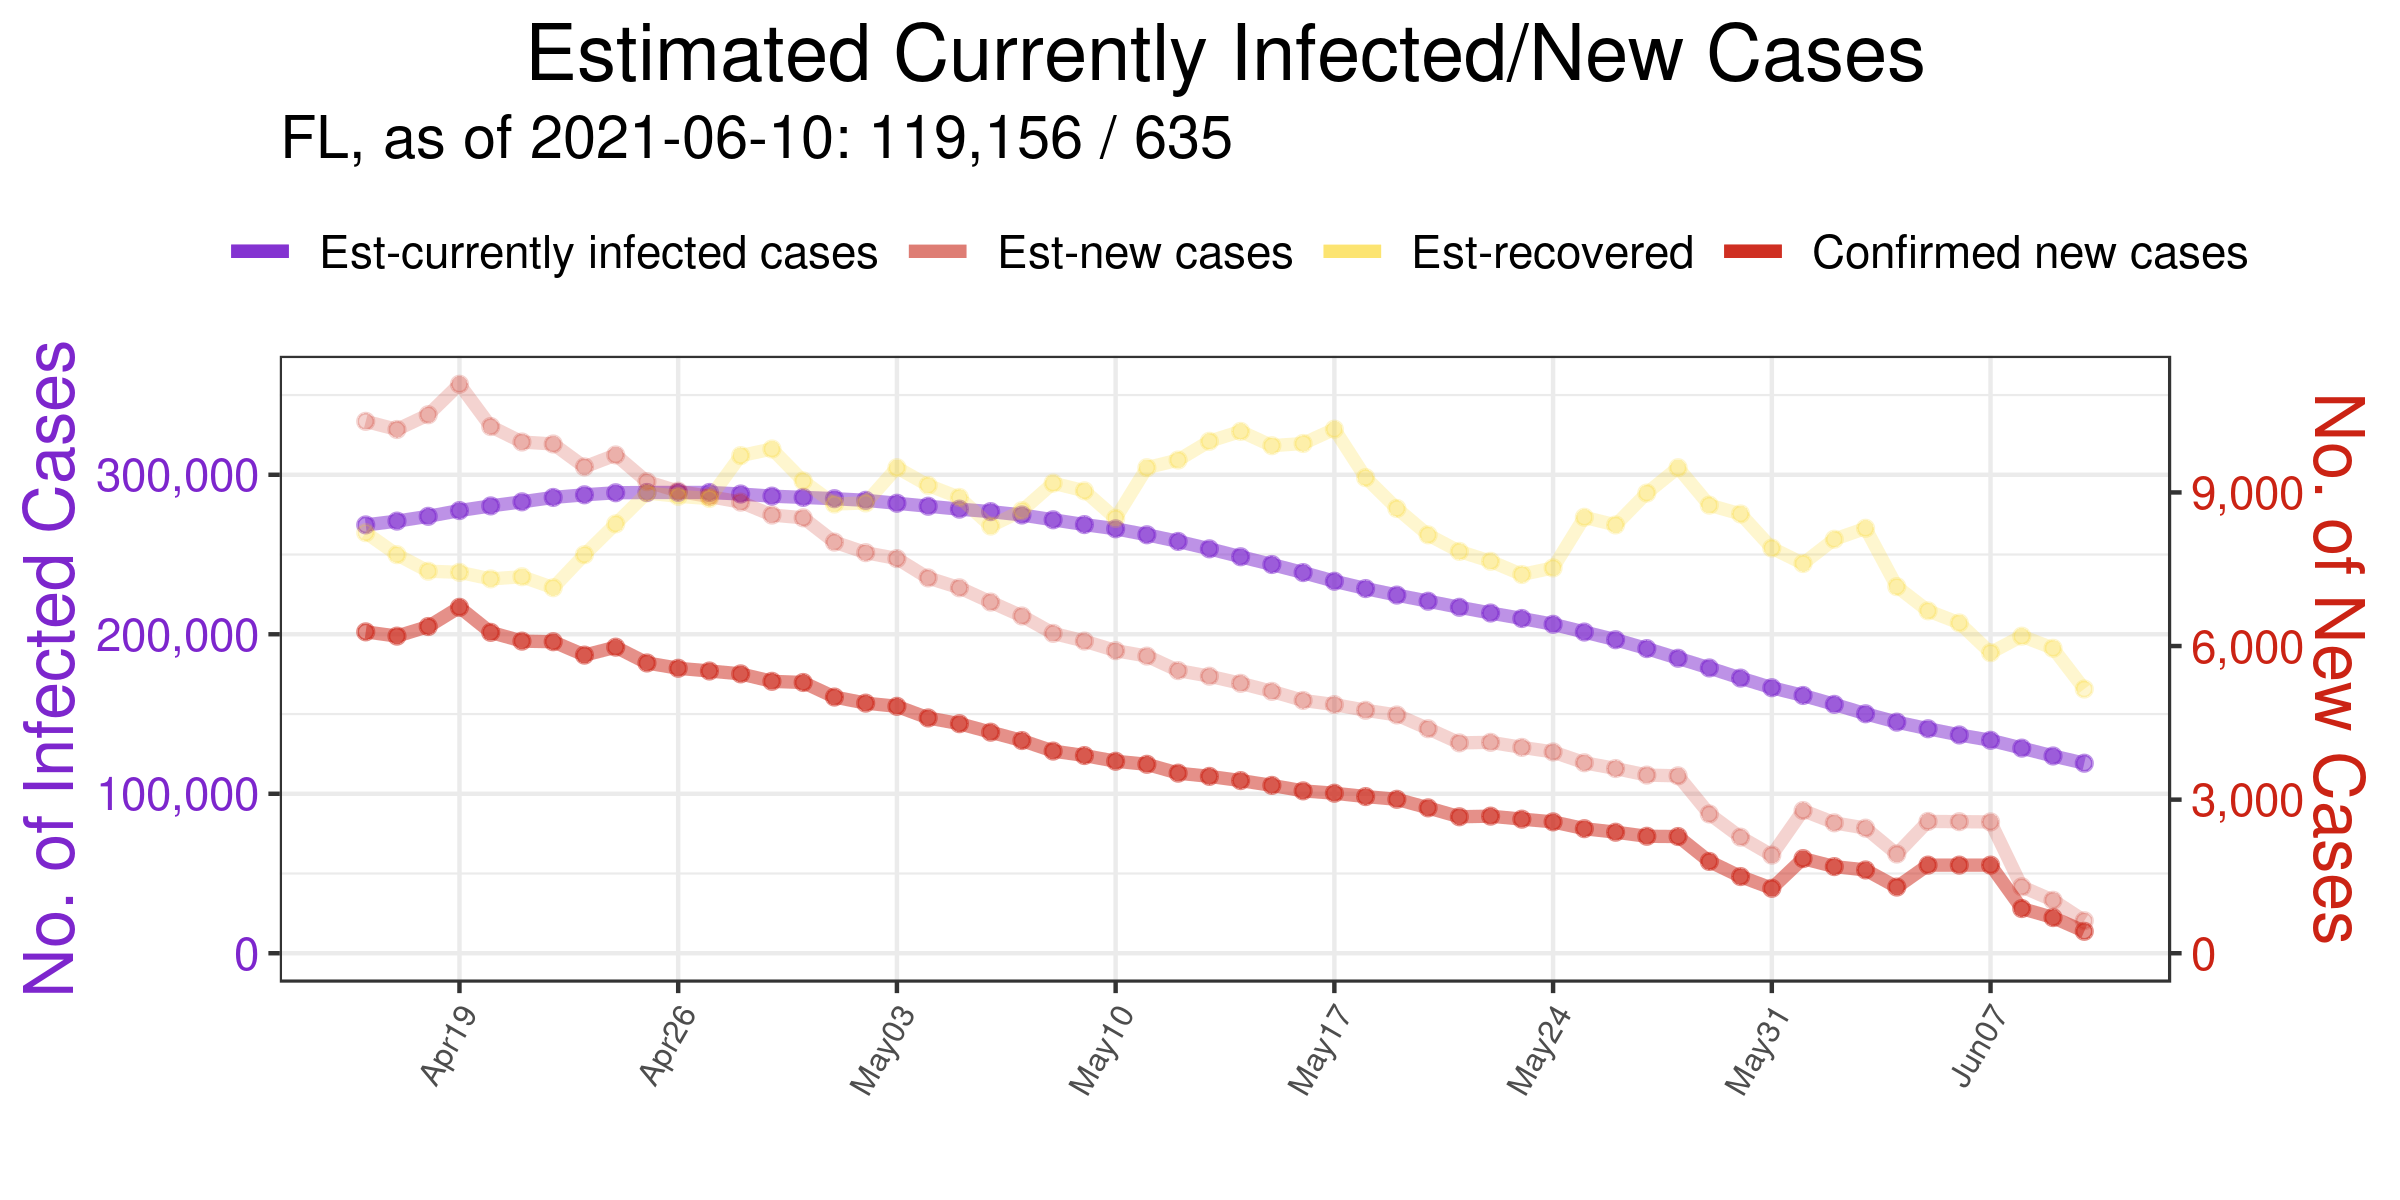 Estimated Currently Infected/New Cases
FL, as of 2021-06-10: 119,156 / 635
Est-currently infected cases Est-new cases Est-recovered Confirmed new cases
No. of Infected Cases
300,000
200,000
100,000
0
9,000
6,000
3,000
0
No. of New Cases
Apr19 Apr26 May03 May10 May17 May24 May31 Jun07